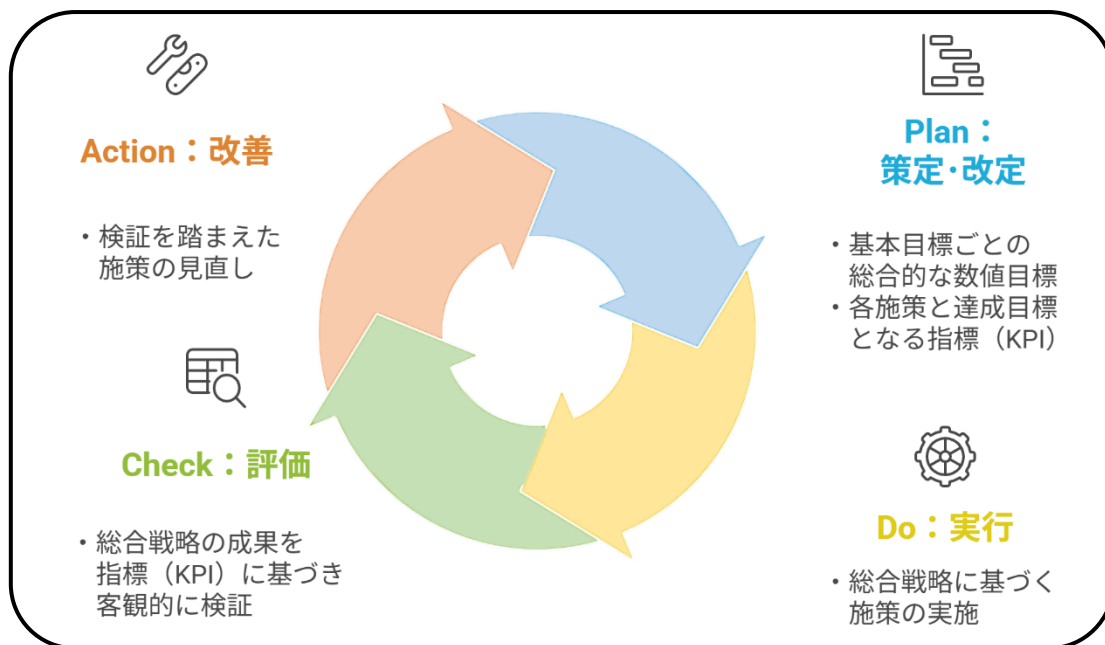 Action：改善
・検証を踏まえた
施策の見直し
Plan：
策定･改定
・基本目標ごとの
総合的な数値目標
・各施策と達成目標
となる指標（KPI）
Check：評価
・総合戦略の成果を
指標（KPI）に基づき
客観的に検証
Do：実行
・総合戦略に基づく
施策の実施